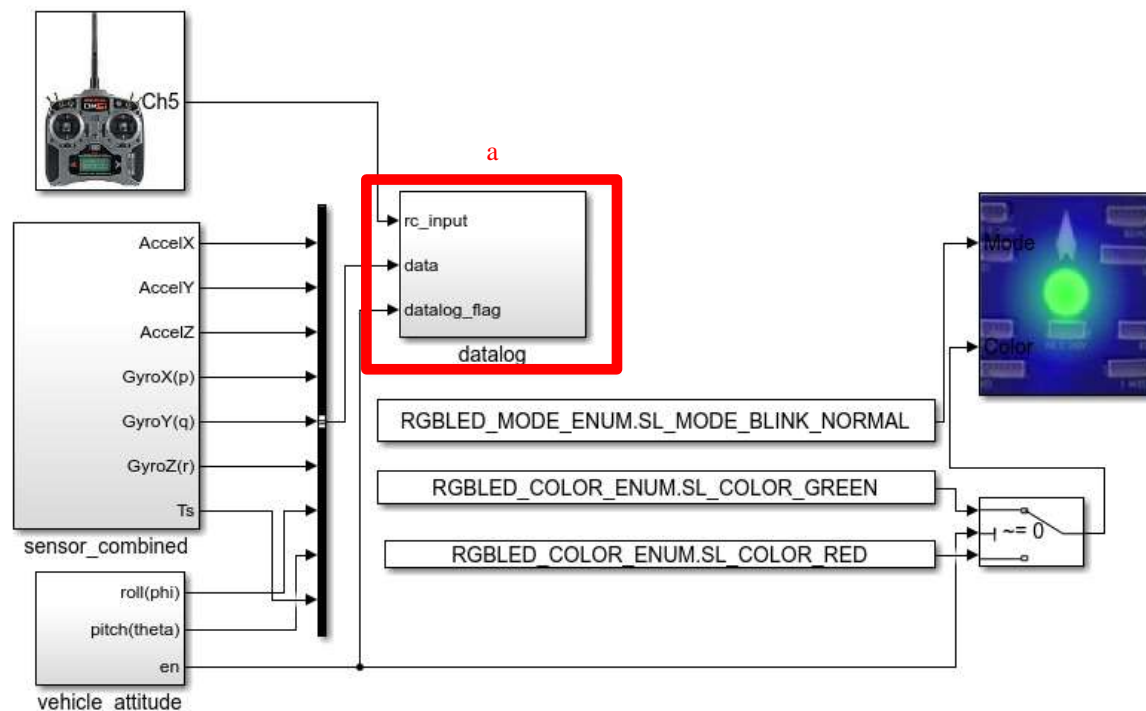 Ch5
a
rc_input
data
datalog_flag
datalog
AccelX
AccelY
AccelZ
GyroX(p)
GyroY(q)
GyroZ(r)
Ts
sensor_combined
roll(phi)
pitch(theta)
en
vehicle_attitude
RGBLED_MODE_ENUM.SL_MODE_BLINK_NORMAL
RGBLED_COLOR_ENUM.SL_COLOR_GREEN
RGBLED_COLOR_ENUM.SL_COLOR_RED
~= 0
Mode
Color